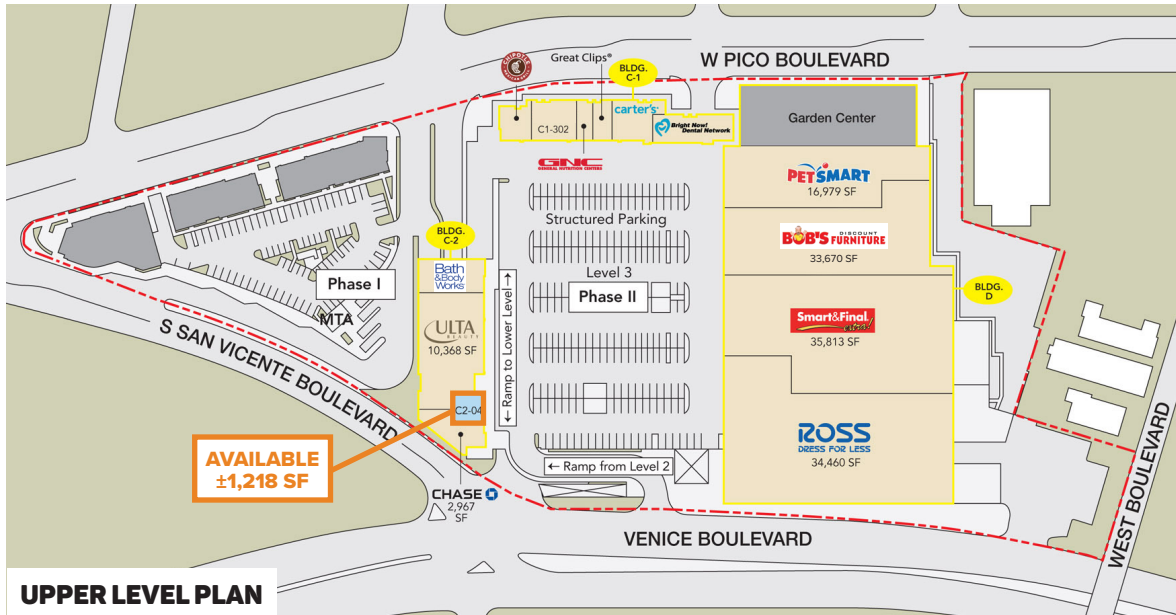 W PICO BOULEVARD
CHIPOTLE
MEXICAN GRILL
Great Clips®
BLDG.
C-1
C1-302
carter's
Bright Now!
Dental Network
GNC
GENERAL NUTRITION CENTERS
Garden Center
PETSMART
16,979 SF
BOB'S DISCOUNT
FURNITURE
33,670 SF
BLDG.
D
Smart&Final
extra!
35,813 SF
ROSS
DRESS FOR LESS
34,460 SF
Structured Parking
Level 3
Phase II
BLDG.
C-2
Bath
&Body
Works
ULTA
BEAUTY
10,368 SF
C2-04
← Ramp to Lower Level →
← Ramp from Level 2
Phase I
MTA
S SAN VICENTE BOULEVARD
AVAILABLE
±1,218 SF
CHASE
2,967
SF
VENICE BOULEVARD
WEST BOULEVARD
UPPER LEVEL PLAN